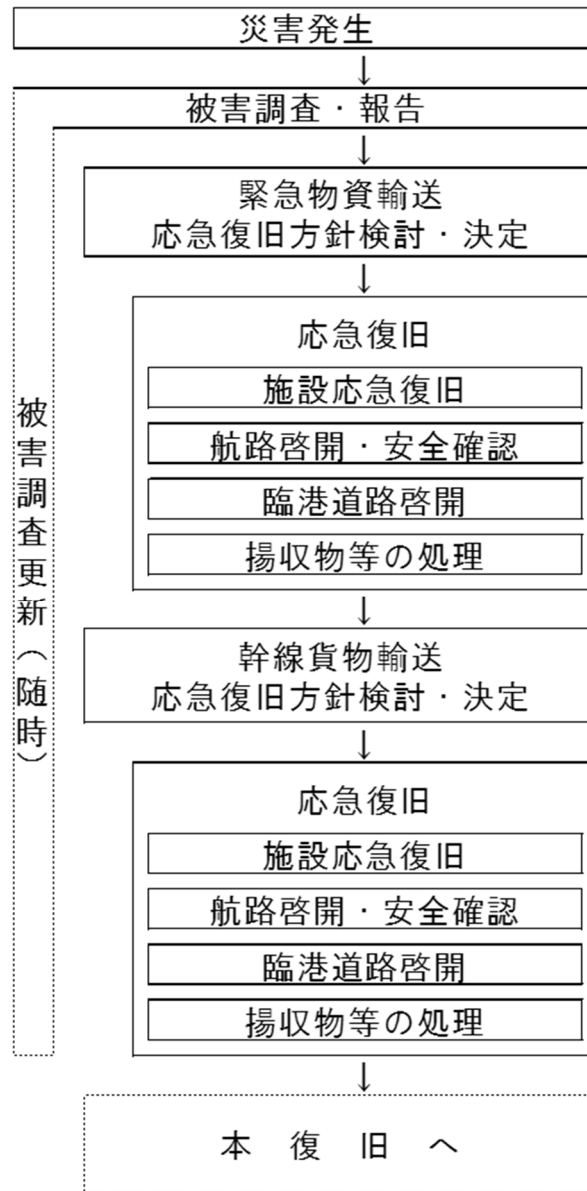 災害発生
↓
被害調査・報告
↓
緊急物資輸送
応急復旧方針検討・決定
↓
応急復旧
施設応急復旧
航路啓開・安全確認
臨港道路啓開
揚収物等の処理
↓
幹線貨物輸送
応急復旧方針検討・決定
↓
応急復旧
施設応急復旧
航路啓開・安全確認
臨港道路啓開
揚収物等の処理
↓
本復旧へ
被害調査更新(随時)